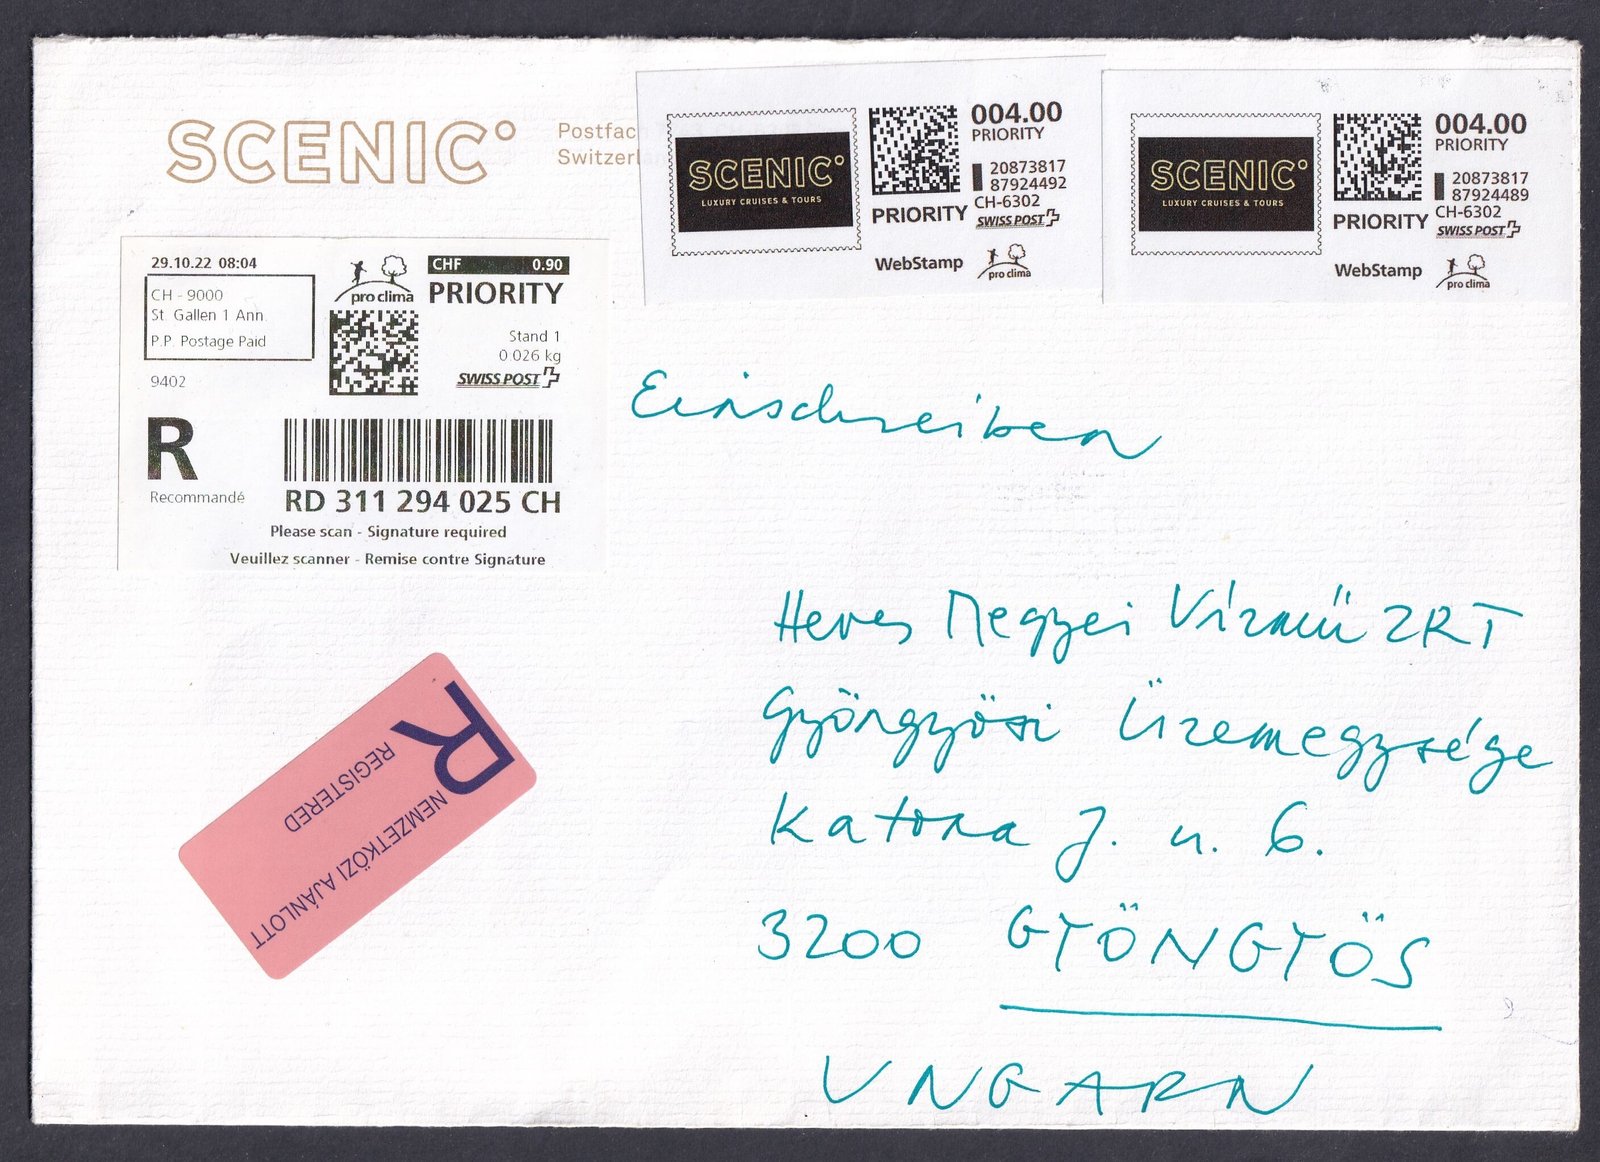 SCENIC°
Postfach
Switzerl
SCENIC°
LUXURY CRUISES & TOURS
004.00
PRIORITY
20873817
87924492
CH-6302
SWISS POST
PRIORITY
WebStamp
pro clima
SCENIC°
LUXURY CRUISES & TOURS
004.00
PRIORITY
20873817
87924489
CH-6302
SWISS POST
PRIORITY
WebStamp
pro clima
29.10.22 08:04
CH - 9000
St. Gallen 1 Ann.
P.P. Postage Paid
9402
pro clima
CHF 0.90
PRIORITY
Stand 1
0.026 kg
SWISS POST
R
Recommandé
RD 311 294 025 CH
Please scan - Signature required
Veuillez scanner - Remise contre Signature
Einschreiben
Heves Megyei Vízmű ZRT
Gyöngyösi Üzemegysége
Katona J. u. 6.
3200 GYÖNGYÖS
UNGARN
R
NEMZETKÖZI AJÁNLOTT
REGISTERED